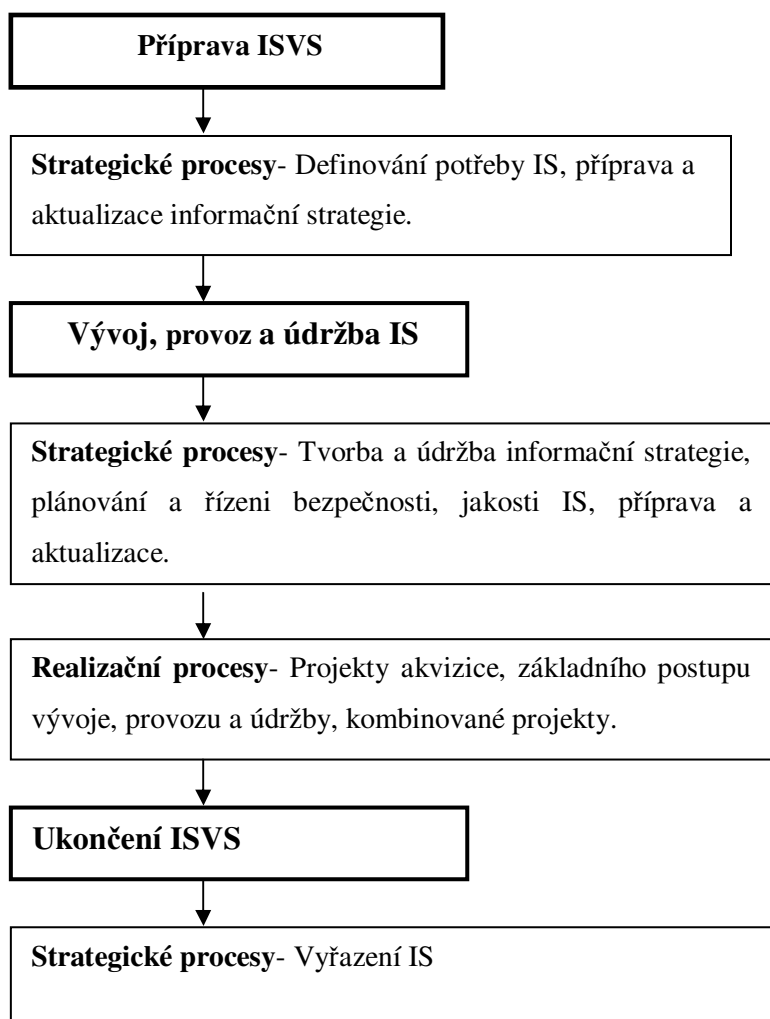 Příprava ISVS
Strategické procesy- Definování potřeby IS, příprava a
aktualizace informační strategie.
Vývoj, provoz a údržba IS
Strategické procesy- Tvorba a údržba informační strategie,
plánování a řízeni bezpečnosti, jakosti IS, příprava a
aktualizace.
Realizační procesy- Projekty akvizice, základního postupu
vývoje, provozu a údržby, kombinované projekty.
Ukončení ISVS
Strategické procesy- Vyřazení IS